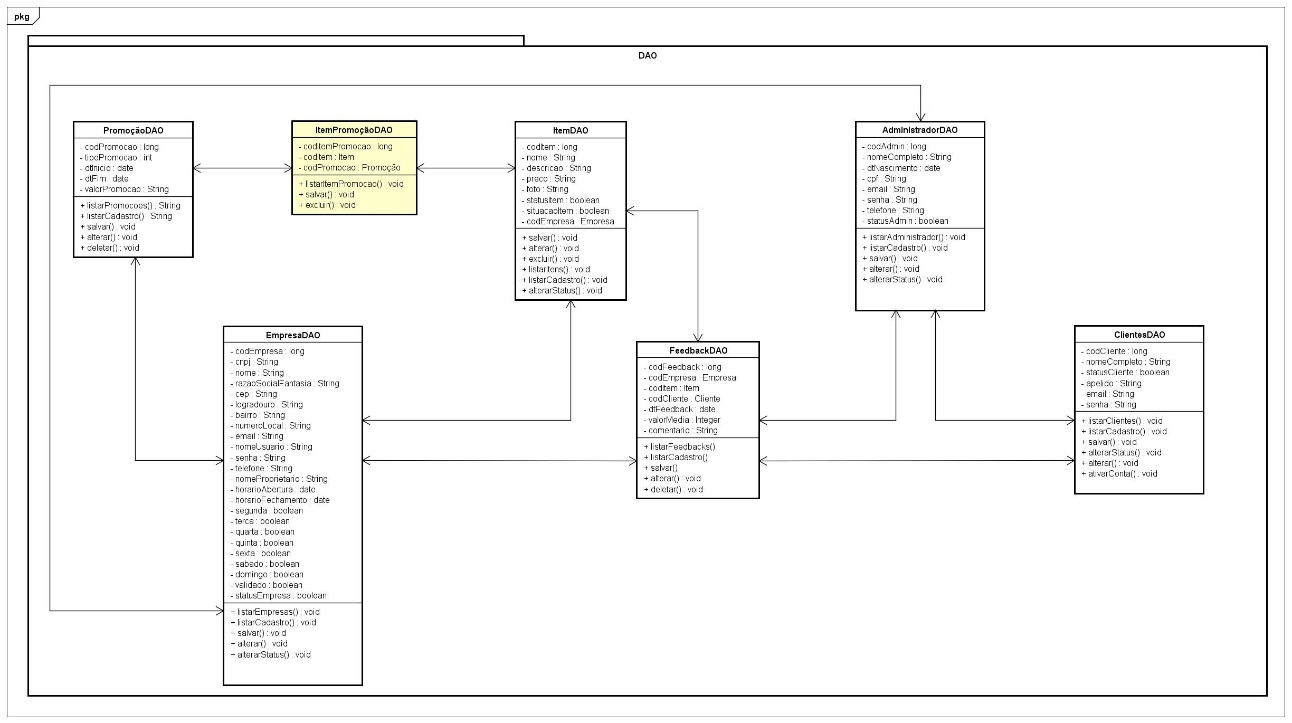 pkg
DAO
PromoçãoDAO
- codPromocao : long
- tipoPromocao : int
- dtInicio : date
- dtFim : date
- valorPromocao : String
+ listarPromocoes() : String
+ listarCadastro() : String
+ salvar() : void
+ alterar() : void
+ deletar() : void
ItemPromoçãoDAO
- codItemPromocao : long
- codItem : Item
- codPromocao : Promoção
+ listarItemPromocao() : void
+ salvar() : void
+ excluir() : void
ItemDAO
- codItem : long
- nome : String
- descricao : String
- preco : String
- foto : String
- statusItem : boolean
- situacaoItem : boolean
- codEmpresa : Empresa
+ salvar() : void
+ alterar() : void
+ excluir() : void
+ listarItens() : void
+ listarCadastro() : void
+ alterarStatus() : void
AdministradorDAO
- codAdmin : long
- nomeCompleto : String
- dtNascimento : date
- cpf : String
- email : String
- senha : String
- telefone : String
- statusAdmin : boolean
+ listarAdministrador() : void
+ listarCadastro() : void
+ salvar() : void
+ alterar() : void
+ alterarStatus() : void
EmpresaDAO
- codEmpresa : long
- cnpj : String
- nome : String
- razaoSocialFantasia : String
- cep : String
- logradouro : String
- bairro : String
- numeroLocal : String
- email : String
- nomeUsuario : String
- senha : String
- telefone : String
- nomeProprietario : String
- horarioAbertura : date
- horarioFechamento : date
- segunda : boolean
- terca : boolean
- quarta : boolean
- quinta : boolean
- sexta : boolean
- sabado : boolean
- domingo : boolean
- validado : boolean
- statusEmpresa : boolean
+ listarEmpresas() : void
+ listarCadastro() : void
+ salvar() : void
+ alterar() : void
+ alterarStatus() : void
FeedbackDAO
- codFeedback : long
- codEmpresa : Empresa
- codItem : Item
- codCliente : Cliente
- dtFeedback : date
- valorMedia : Integer
- comentario : String
+ listarFeedbacks()
+ listarCadastro()
+ salvar()
+ alterar() : void
+ deletar() : void
ClientesDAO
- codCliente : long
- nomeCompleto : String
- statusCliente : boolean
- apelido : String
- email : String
- senha : String
+ listarClientes() : void
+ listarCadastro() : void
+ salvar() : void
+ alterarStatus() : void
+ alterar() : void
+ ativarConta() : void